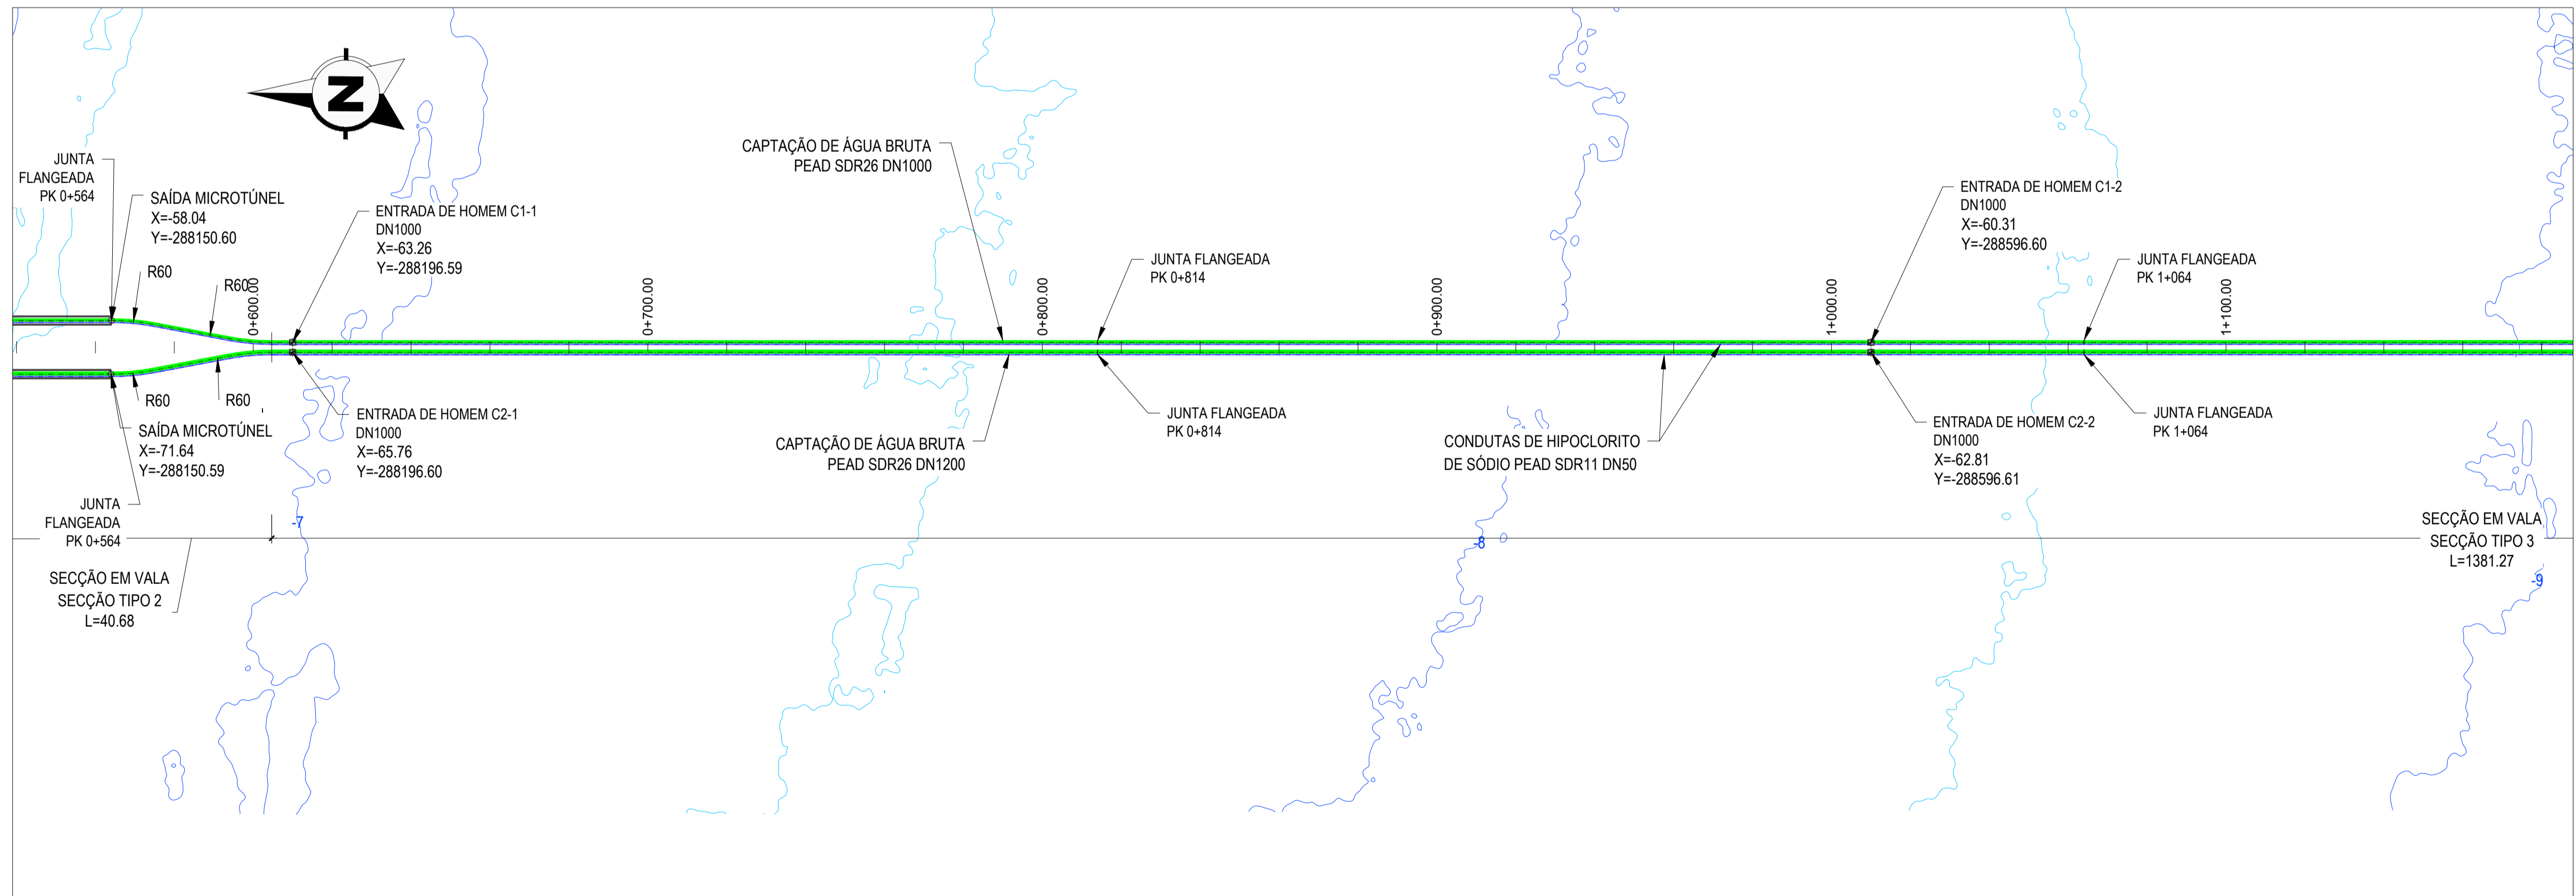 N
JUNTA
FLANGEADA
PK 0+564
SAÍDA MICROTÚNEL
X=-58.04
Y=-288150.60
R60
R60
0+600.00
ENTRADA DE HOMEM C1-1
DN1000
X=-63.26
Y=-288196.59
0+700.00
CAPTAÇÃO DE ÁGUA BRUTA
PEAD SDR26 DN1000
0+800.00
JUNTA FLANGEADA
PK 0+814
0+900.00
1+000.00
ENTRADA DE HOMEM C1-2
DN1000
X=-60.31
Y=-288596.60
JUNTA FLANGEADA
PK 1+064
1+100.00
R60
R60
SAÍDA MICROTÚNEL
X=-71.64
Y=-288150.59
JUNTA
FLANGEADA
PK 0+564
ENTRADA DE HOMEM C2-1
DN1000
X=-65.76
Y=-288196.60
CAPTAÇÃO DE ÁGUA BRUTA
PEAD SDR26 DN1200
JUNTA FLANGEADA
PK 0+814
CONDUTAS DE HIPOCLORITO
DE SÓDIO PEAD SDR11 DN50
ENTRADA DE HOMEM C2-2
DN1000
X=-62.81
Y=-288596.61
JUNTA FLANGEADA
PK 1+064
-7
-8
-9
SECÇÃO EM VALA
SECÇÃO TIPO 2
L=40.68
SECÇÃO EM VALA
SECÇÃO TIPO 3
L=1381.27